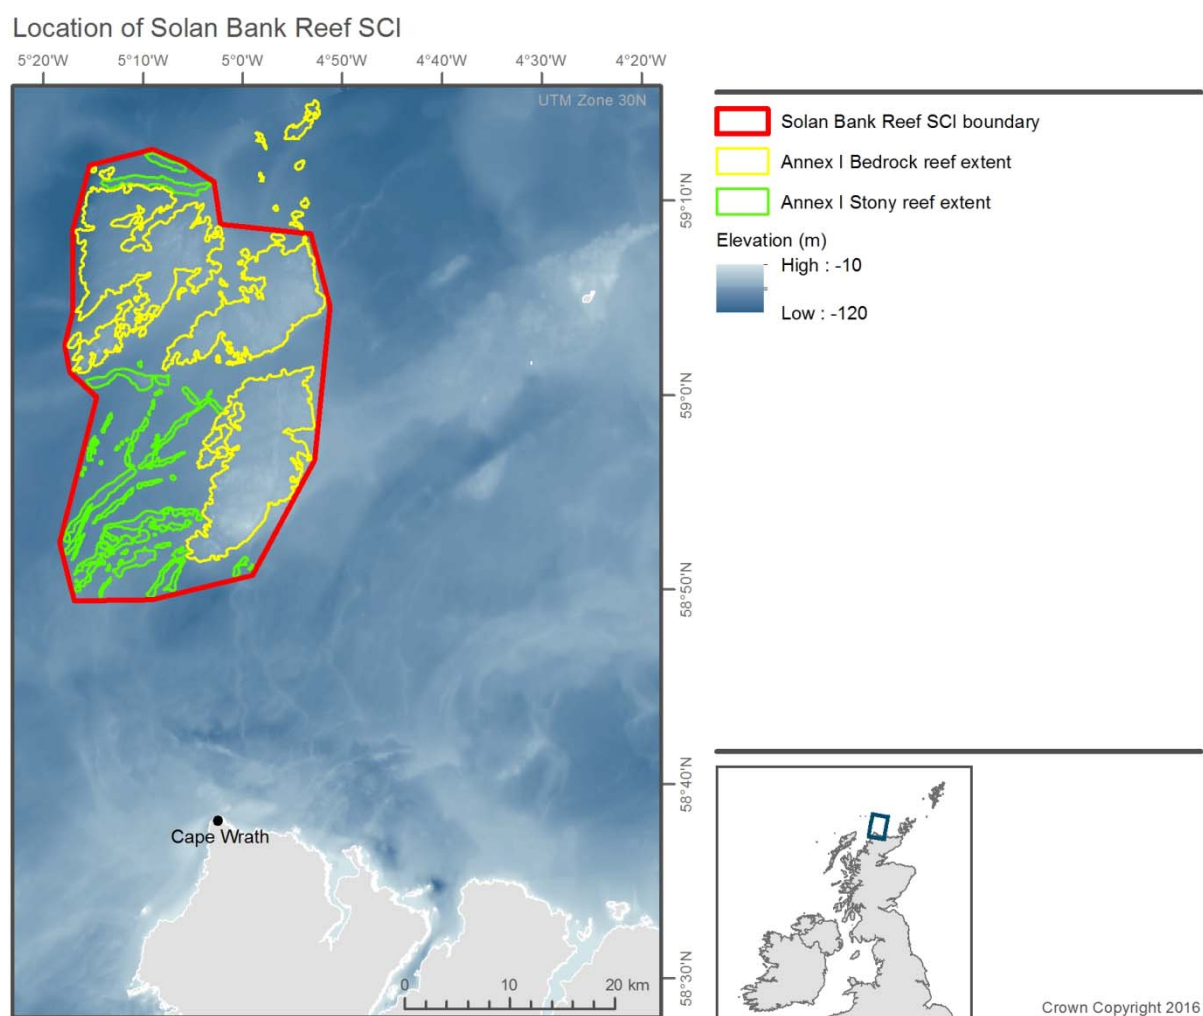 Location of Solan Bank Reef SCI
5°20'W 5°10'W 5°0'W 4°50'W 4°40'W 4°30'W 4°20'W
UTM Zone 30N
59°10'N
59°0'N
58°50'N
58°40'N
58°30'N
Cape Wrath
0 10 20 km
Solan Bank Reef SCI boundary
Annex I Bedrock reef extent
Annex I Stony reef extent
Elevation (m)
High : -10
Low : -120
Crown Copyright 2016